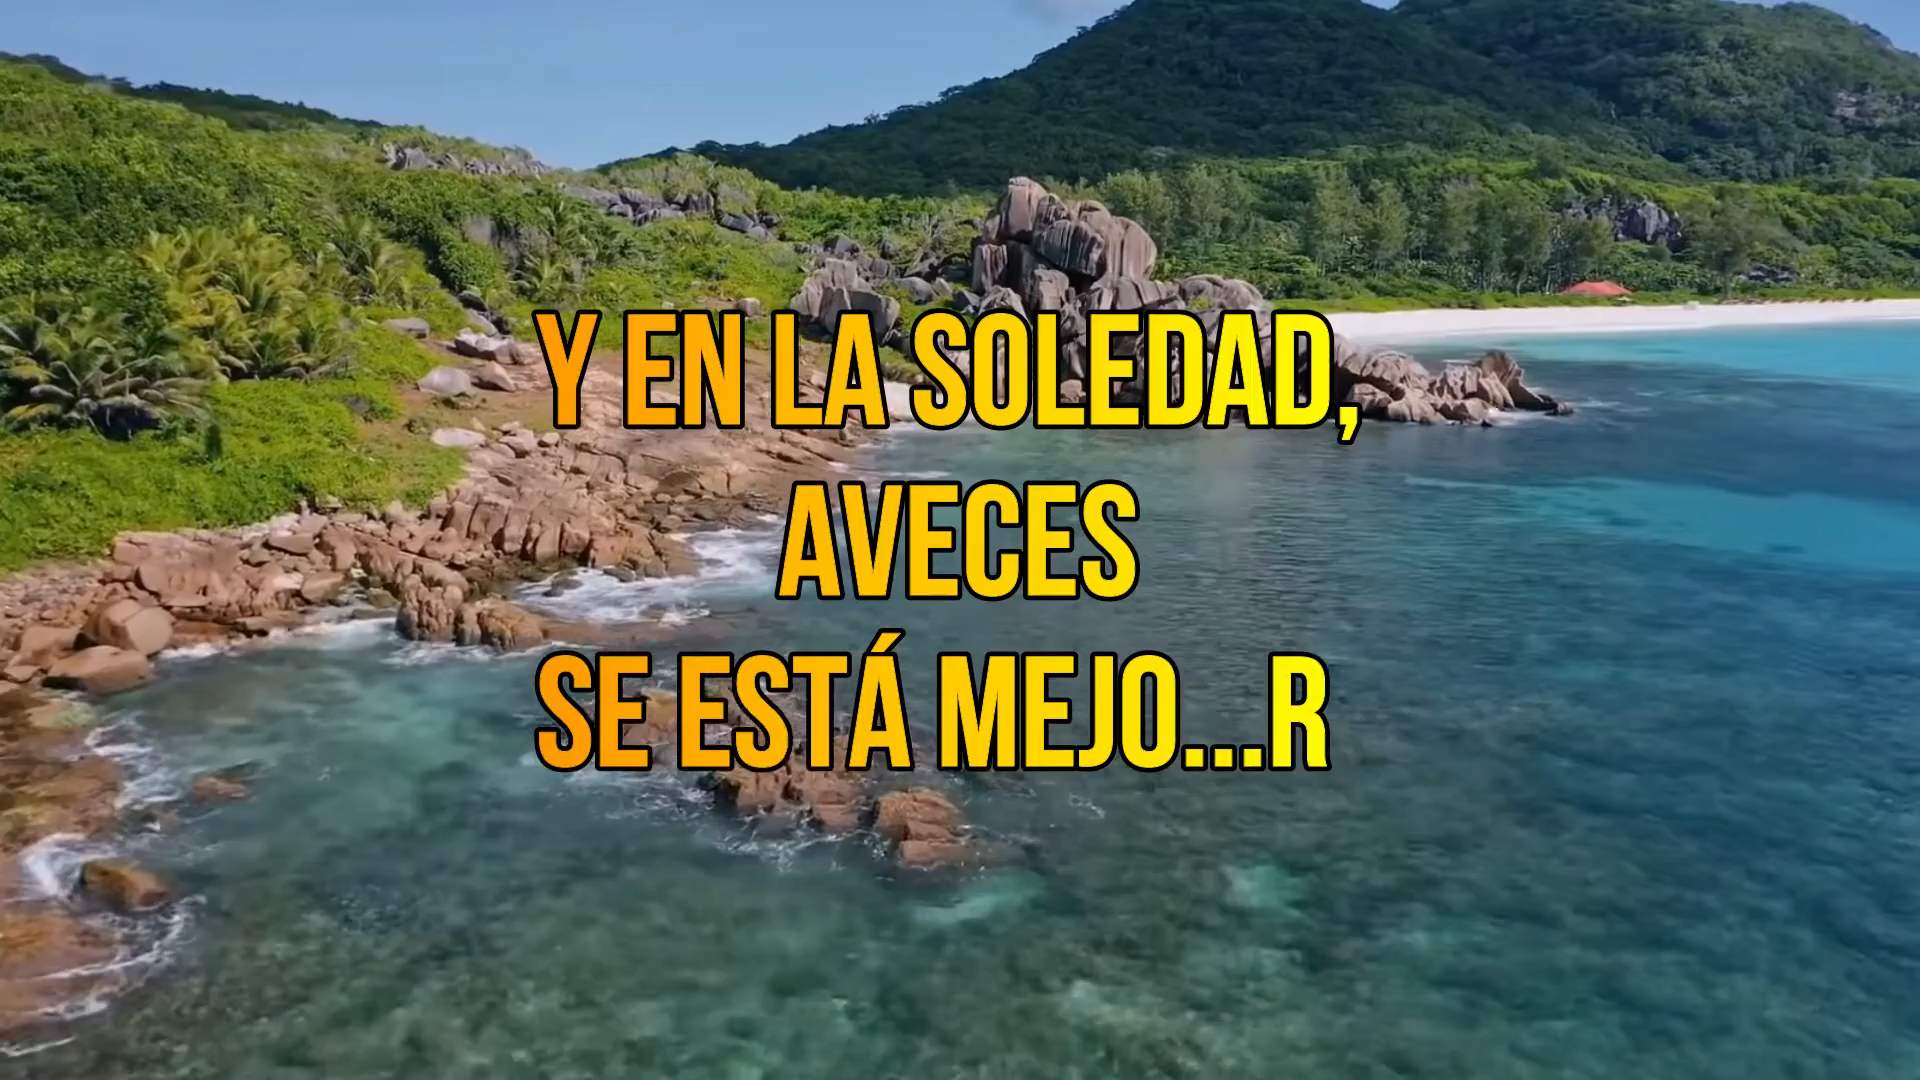 Y EN LA SOLEDAD,
AVECES
SE ESTÁ MEJO...R